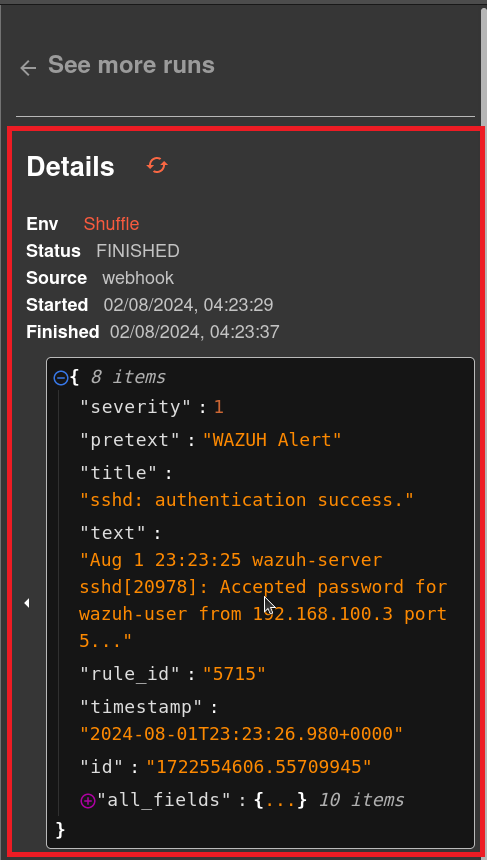 ← See more runs
Details
Env Shuffle
Status FINISHED
Source webhook
Started 02/08/2024, 04:23:29
Finished 02/08/2024, 04:23:37
{ 8 items
"severity" : 1
"pretext" : "WAZUH Alert"
"title" :
"sshd: authentication success."
"text" :
"Aug 1 23:23:25 wazuh-server
sshd[20978]: Accepted password for
wazuh-user from 192.168.100.3 port
5..."
"rule_id" : "5715"
"timestamp" :
"2024-08-01T23:23:26.980+0000"
"id" : "1722554606.55709945"
"all_fields" : {...} 10 items
}